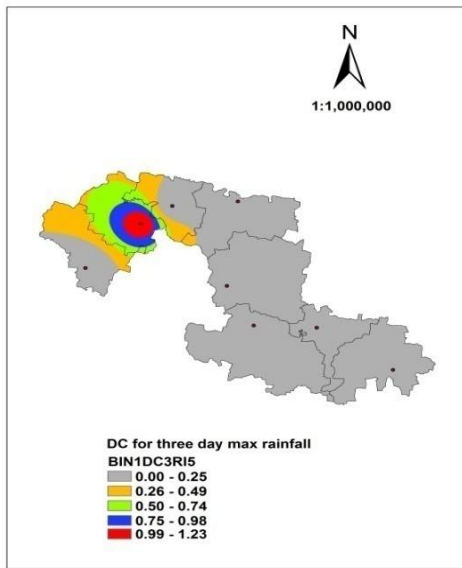 N
1:1,000,000
DC for three day max rainfall
BIN1DC3RI5
0.00 - 0.25
0.26 - 0.49
0.50 - 0.74
0.75 - 0.98
0.99 - 1.23